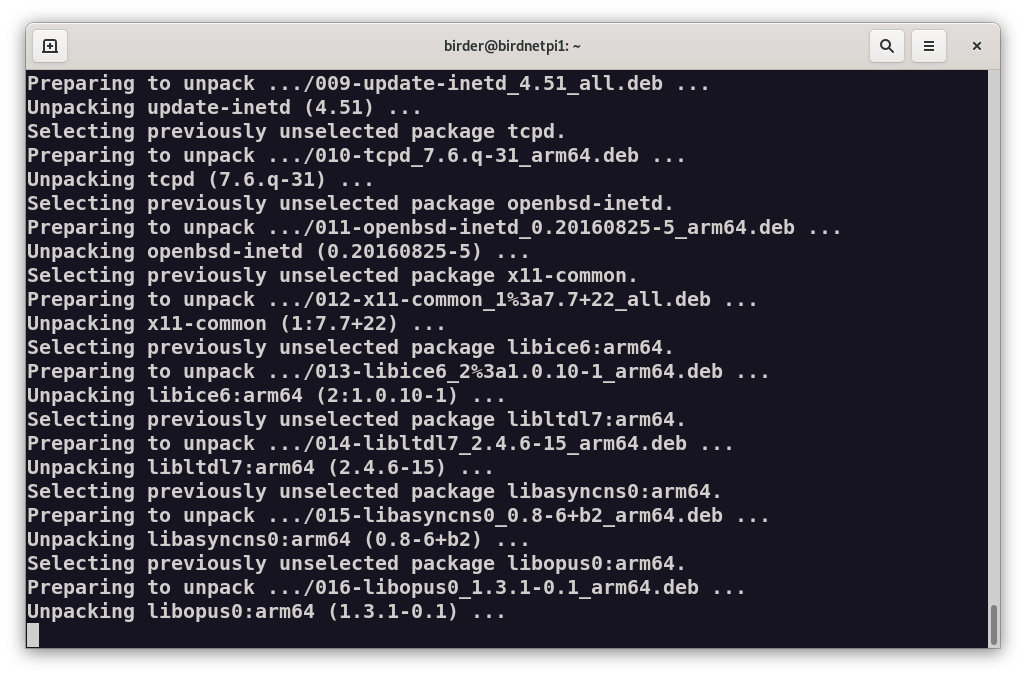 birder@birdnetpi1: ~
Preparing to unpack .../009-update-inetd_4.51_all.deb ...
Unpacking update-inetd (4.51) ...
Selecting previously unselected package tcpd.
Preparing to unpack .../010-tcpd_7.6.q-31_arm64.deb ...
Unpacking tcpd (7.6.q-31) ...
Selecting previously unselected package openbsd-inetd.
Preparing to unpack .../011-openbsd-inetd_0.20160825-5_arm64.deb ...
Unpacking openbsd-inetd (0.20160825-5) ...
Selecting previously unselected package x11-common.
Preparing to unpack .../012-x11-common_1%3a7.7+22_all.deb ...
Unpacking x11-common (1:7.7+22) ...
Selecting previously unselected package libice6:arm64.
Preparing to unpack .../013-libice6_2%3a1.0.10-1_arm64.deb ...
Unpacking libice6:arm64 (2:1.0.10-1) ...
Selecting previously unselected package libltdl7:arm64.
Preparing to unpack .../014-libltdl7_2.4.6-15_arm64.deb ...
Unpacking libltdl7:arm64 (2.4.6-15) ...
Selecting previously unselected package libasyncns0:arm64.
Preparing to unpack .../015-libasyncns0_0.8-6+b2_arm64.deb ...
Unpacking libasyncns0:arm64 (0.8-6+b2) ...
Selecting previously unselected package libopus0:arm64.
Preparing to unpack .../016-libopus0_1.3.1-0.1_arm64.deb ...
Unpacking libopus0:arm64 (1.3.1-0.1) ...